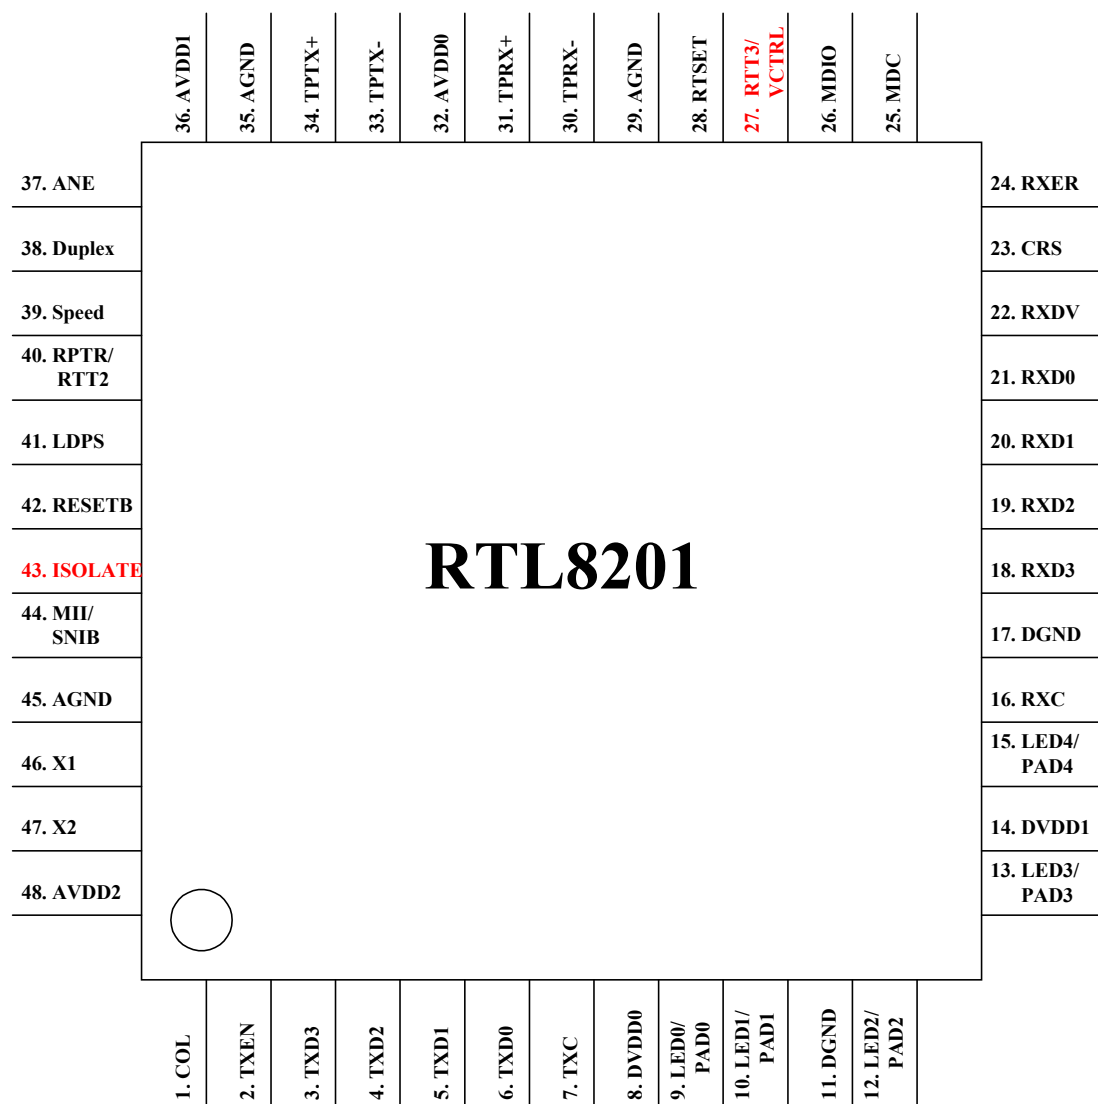 36. AVDD1
35. AGND
34. TPTX+
33. TPTX-
32. AVDD0
31. TPRX+
30. TPRX-
29. AGND
28. RTSET
27. RTT3/
VCTRL
26. MDIO
25. MDC
37. ANE
38. Duplex
39. Speed
40. RPTR/
RTT2
41. LDPS
42. RESETB
43. ISOLATE
44. MII/
SNIB
45. AGND
46. X1
47. X2
48. AVDD2
RTL8201
24. RXER
23. CRS
22. RXDV
21. RXD0
20. RXD1
19. RXD2
18. RXD3
17. DGND
16. RXC
15. LED4/
PAD4
14. DVDD1
13. LED3/
PAD3
1. COL
2. TXEN
3. TXD3
4. TXD2
5. TXD1
6. TXD0
7. TXC
8. DVDD0
9. LED0/
PAD0
10. LED1/
PAD1
11. DGND
12. LED2/
PAD2